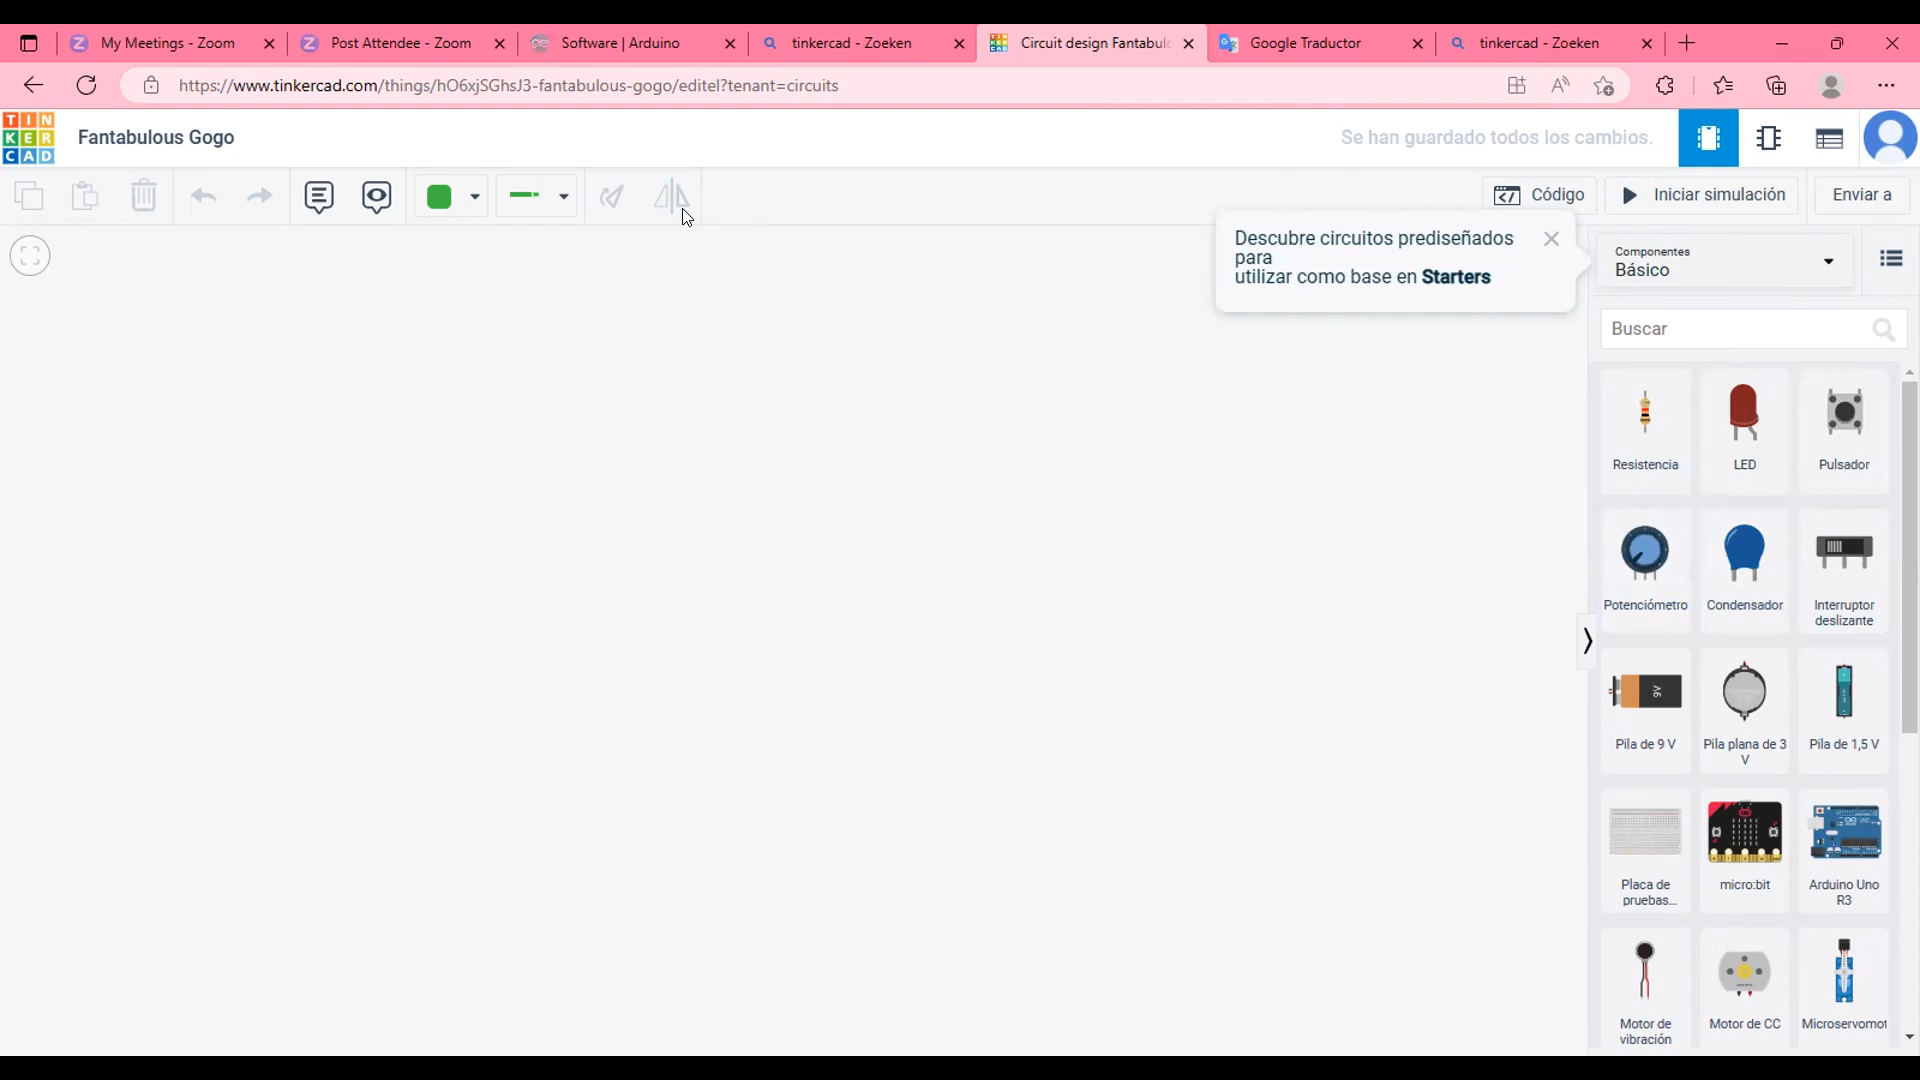 My Meetings - Zoom
Post Attendee - Zoom
Software | Arduino
tinkercad - Zoeken
Circuit design Fantabulo
Google Traductor
tinkercad - Zoeken
https://www.tinkercad.com/things/hO6xjSGhsJ3-fantabulous-gogo/editel?tenant=circuits
TIN
KER
CAD
Fantabulous Gogo
Se han guardado todos los cambios.
Código
Iniciar simulación
Enviar a
Descubre circuitos prediseñados
para
utilizar como base en Starters
Componentes
Básico
Buscar
Resistencia
LED
Pulsador
Potenciómetro
Condensador
Interruptor
deslizante
9V
Pila de 9 V
Pila plana de 3
V
Pila de 1,5 V
Placa de
pruebas...
micro:bit
Arduino Uno
R3
Motor de
vibración
Motor de CC
Microservomot